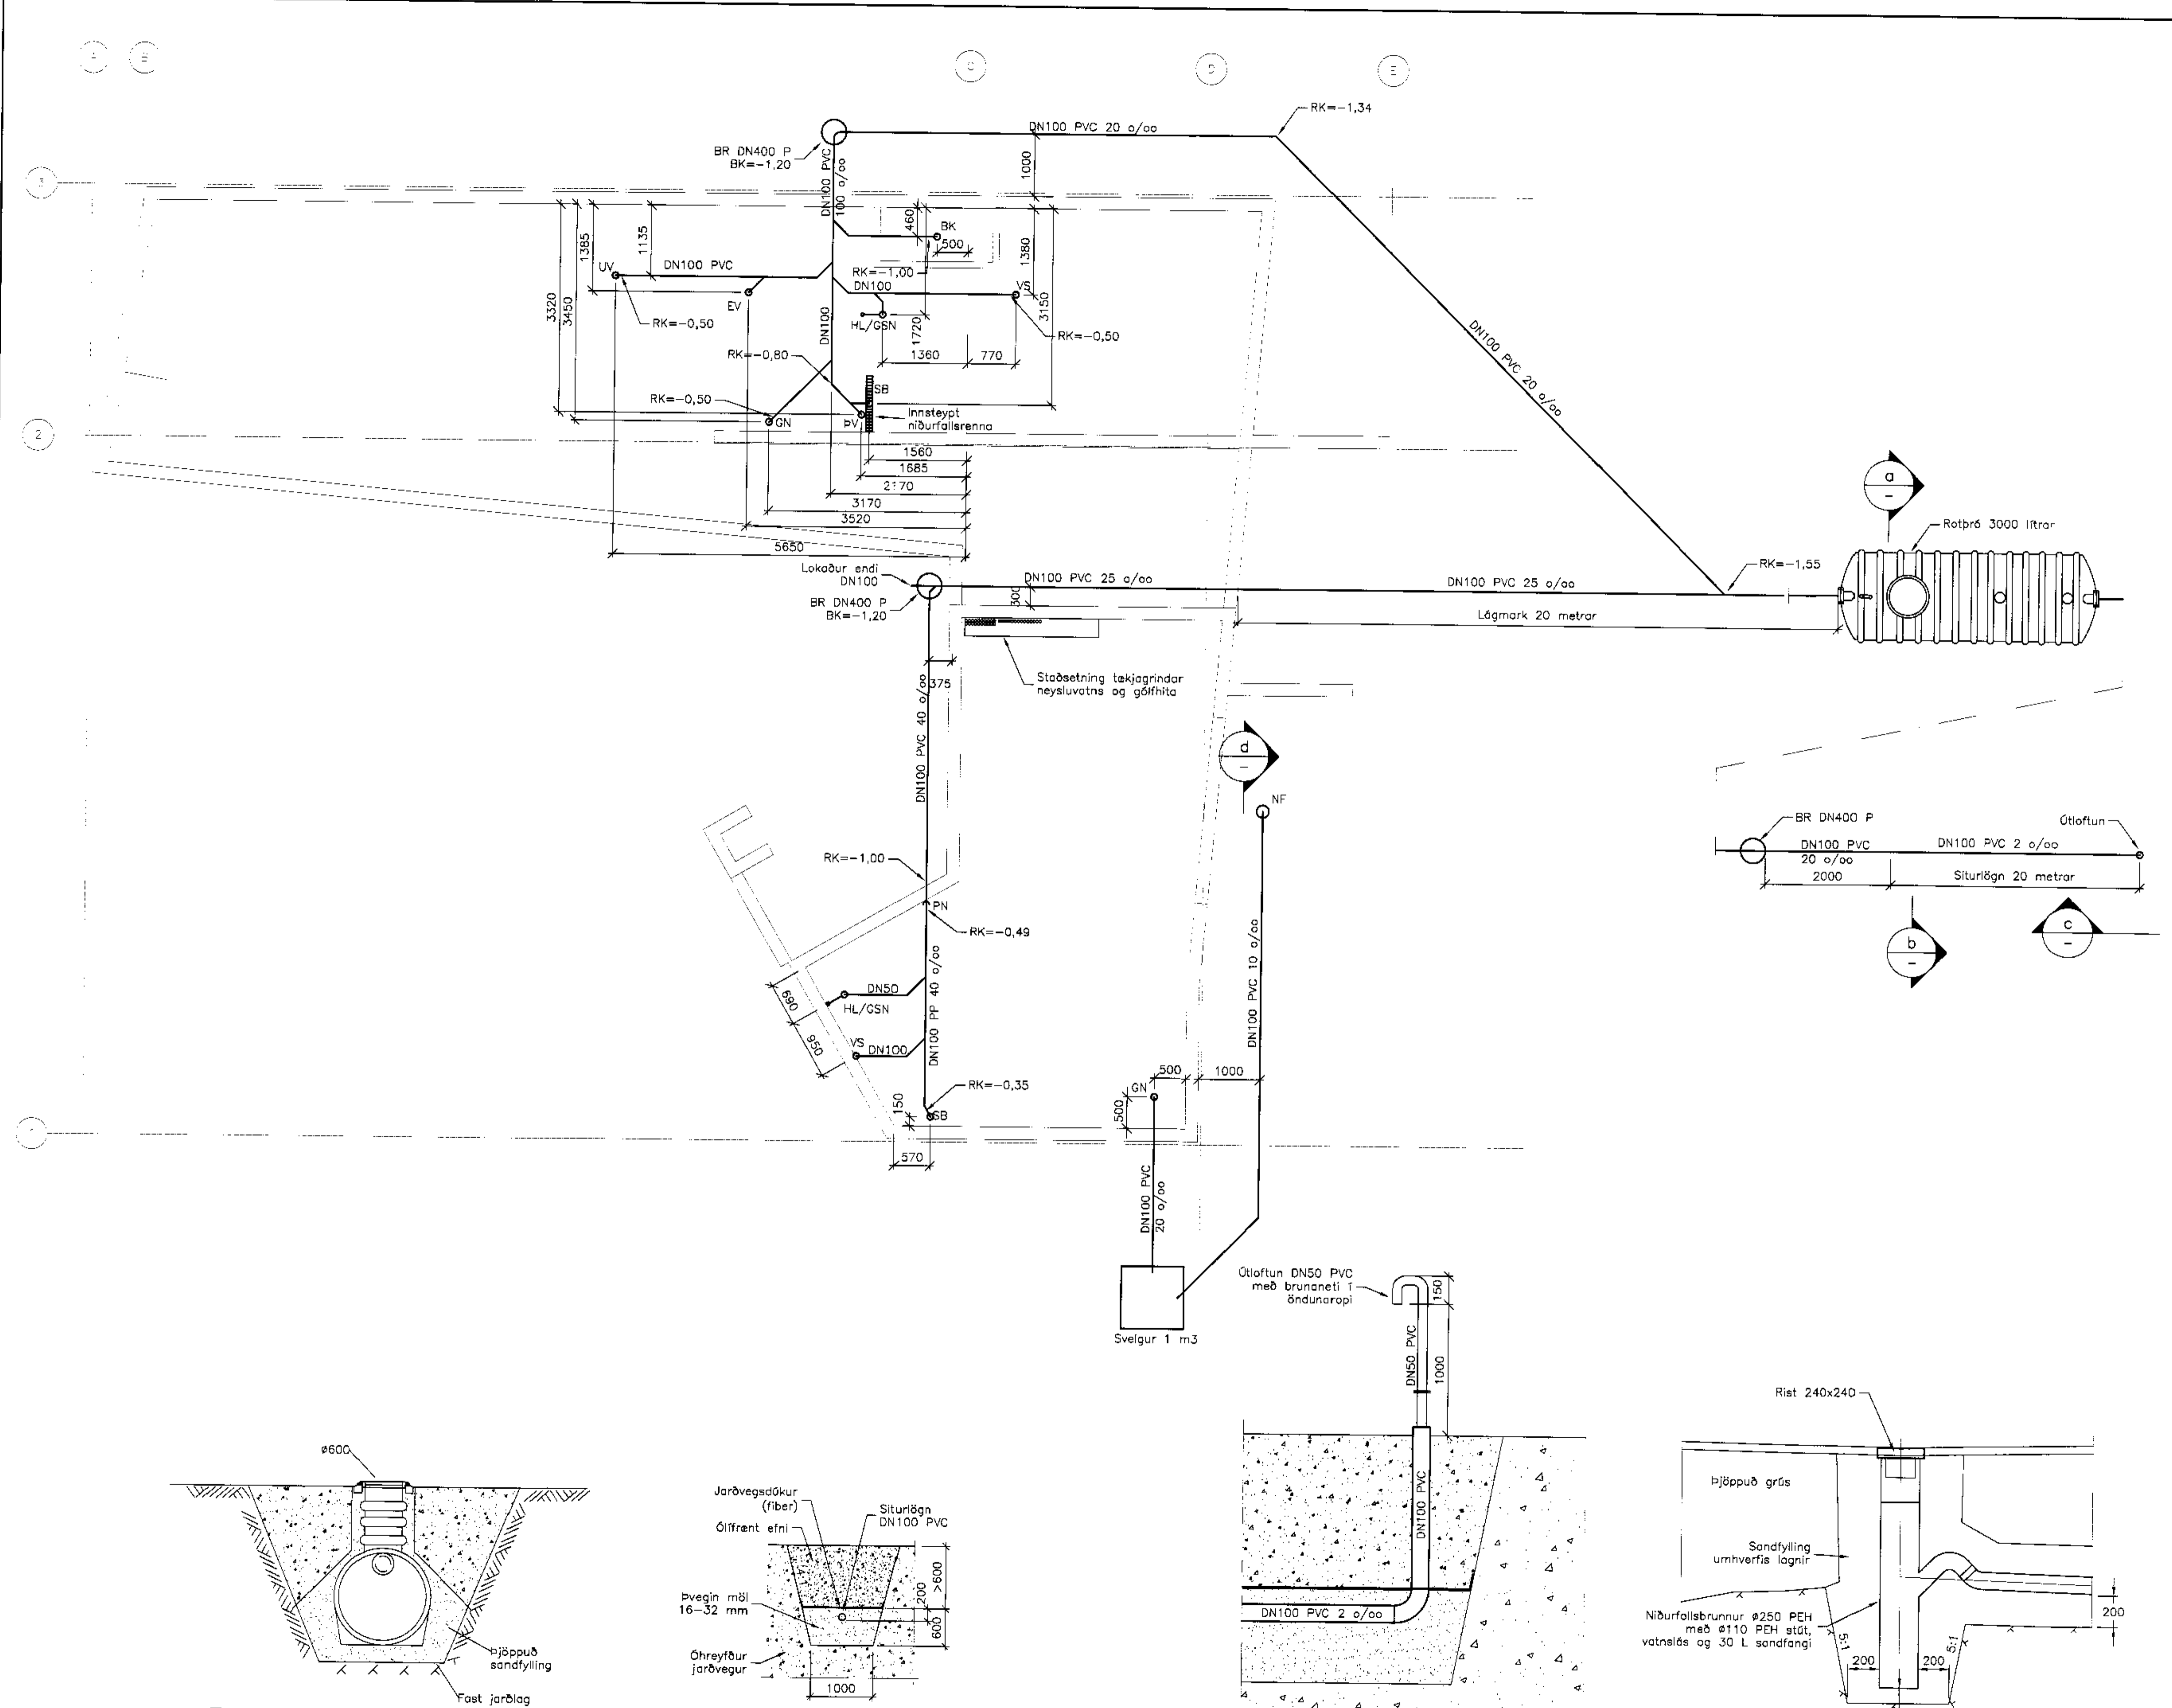 C
D
E
RK=-1,34
DN100 PVC 20 o/oo
BR DN400 P
BK=-1,20
DN100 PVC
100 o/oo
1000
3
460
BK
500
1385
1135
1380
UV
DN100 PVC
RK=-1,00
DN100
VS
EV
3320
3450
3150
RK=-0,50
HL/GSN
1720
DN100
RK=-0,50
RK=-0,80
1360
770
SB
RK=-0,50
Innsteypt
niðurfallsrenna
GN
ÞV
2
1560
1685
2170
3170
3520
5650
DN100 PVC 20 o/oo
a
–
Rotþró 3000 lítrar
Lokaður endi
DN100
DN100 PVC 25 o/oo
DN100 PVC 25 o/oo
RK=-1,55
BR DN400 P
BK=-1,20
300
Lágmark 20 metrar
375
Staðsetning tækjagrindar
neysluvatns og gólfhita
DN100 PVC 40 o/oo
d
–
NF
BR DN400 P
Útloftun
DN100 PVC
20 o/oo
DN100 PVC 2 o/oo
2000
Siturlögn 20 metrar
RK=-1,00
PN
RK=-0,49
b
–
c
–
DN100 PVC 10 o/oo
690
DN50
HL/GSN
DN100 PP 40 o/oo
950
VS
DN100
RK=-0,35
150
SB
GN
500
1000
500
570
DN100 PVC
20 o/oo
Svelgur 1 m3
Útloftun DN50 PVC
með brunaneti í
öndunaropi
150
DN50 PVC
1000
Rist 240x240
ø600
Jarðvegsdúkur
(fiber)
Siturlögn
DN100 PVC
Ólífrænt efni
DN100 PVC
Þjöppuð grús
Sandfylling
umhverfis lagnir
>600
200
Þvegin möl
16-32 mm
600
DN100 PVC 2 o/oo
Niðurfallsbrunnur ø250 PEH
með ø110 PEH stút,
vatnslás og 30 L sandfangi
200
5:1
5:1
Þjöppuð
sandfylling
Óhreyfður
jarðvegur
200
200
1000
Fast jarðlag